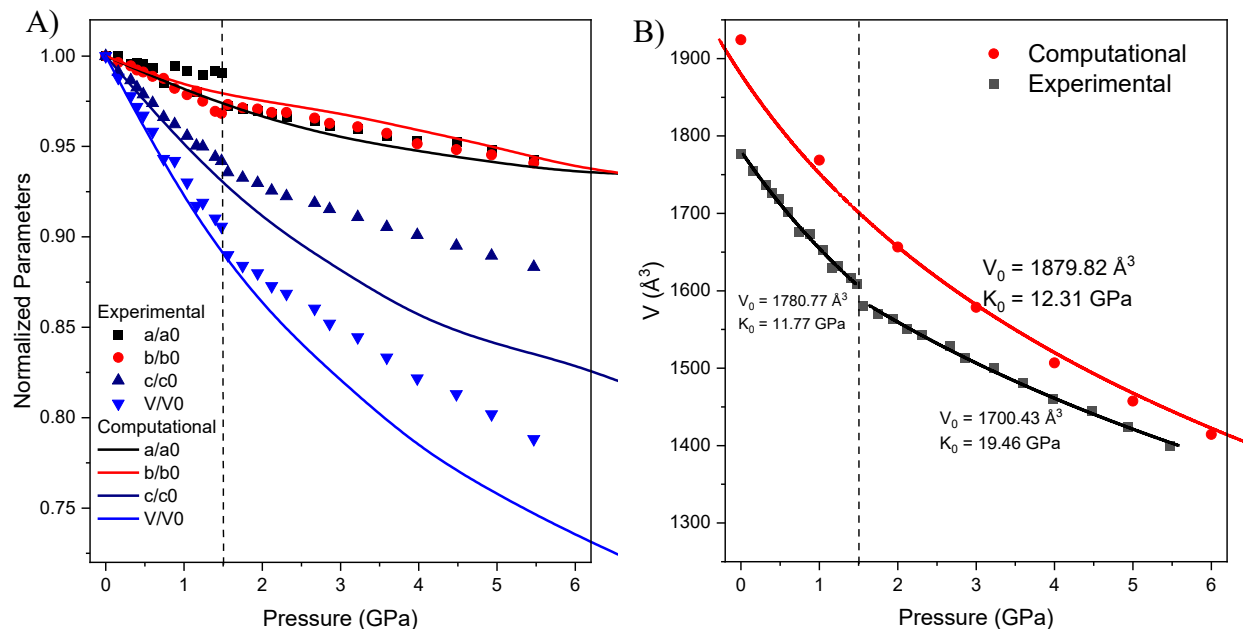 A)
Normalized Parameters
1.00
0.95
0.90
0.85
0.80
0.75
Experimental
a/a0
b/b0
c/c0
V/V0
Computational
a/a0
b/b0
c/c0
V/V0
0 1 2 3 4 5 6
Pressure (GPa)
B)
V (Å³)
1900
1800
1700
1600
1500
1400
1300
Computational
Experimental
V₀ = 1879.82 Å³
K₀ = 12.31 GPa
V₀ = 1780.77 Å³
K₀ = 11.77 GPa
V₀ = 1700.43 Å³
K₀ = 19.46 GPa
0 1 2 3 4 5 6
Pressure (GPa)